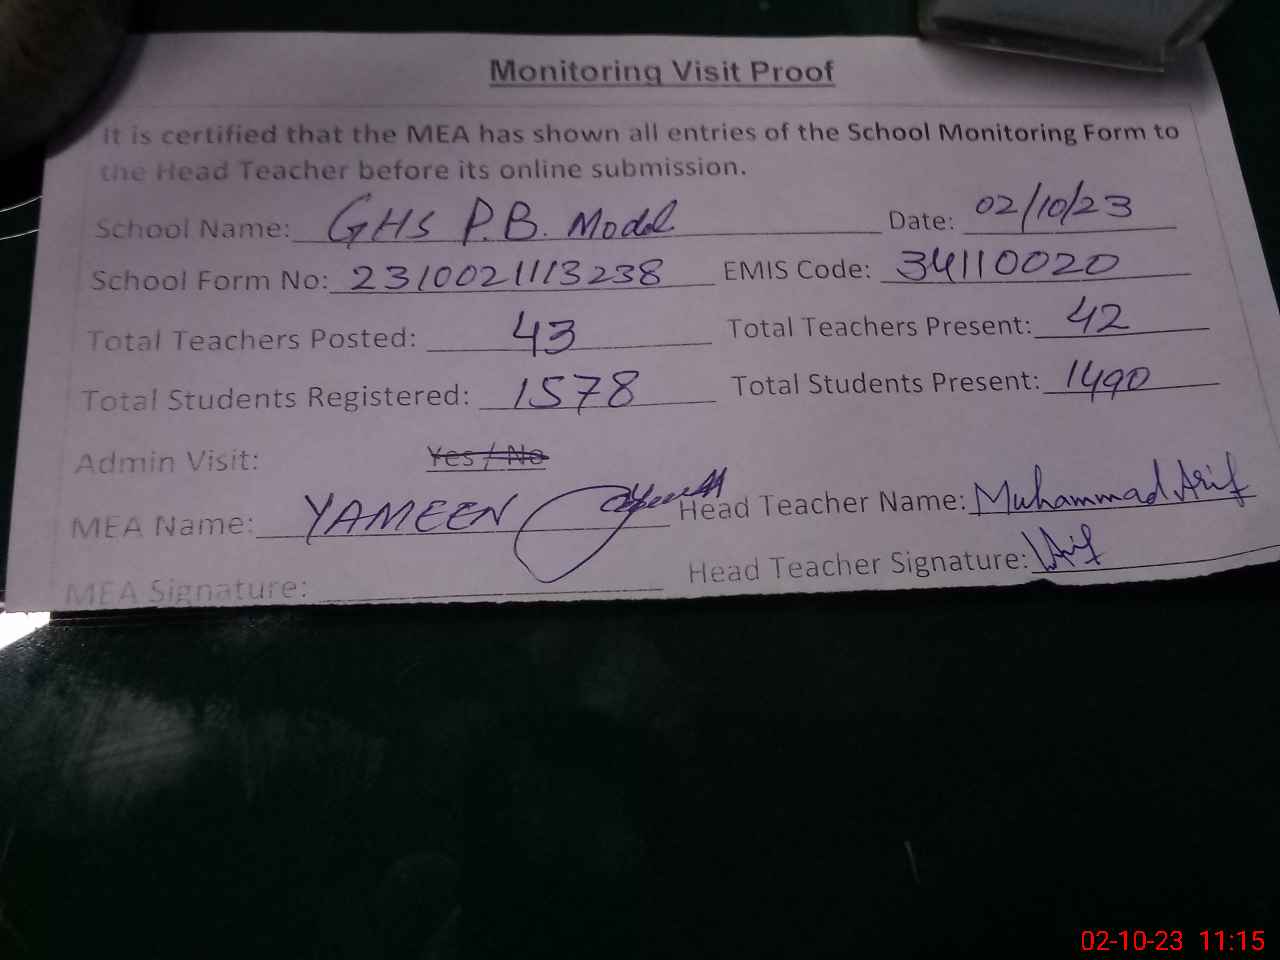 Monitoring Visit Proof
It is certified that the MEA has shown all entries of the School Monitoring Form to
the Head Teacher before its online submission.
School Name: GHS P.B. Model Date: 02/10/23
School Form No: 2310021113238 EMIS Code: 34110020
Total Teachers Posted: 43 Total Teachers Present: 42
Total Students Registered: 1578 Total Students Present: 1490
Admin Visit: Yes / No
MEA Name: YAMEEN Head Teacher Name: Muhammad Arif
MEA Signature: Head Teacher Signature: Arif
02-10-23 11:15